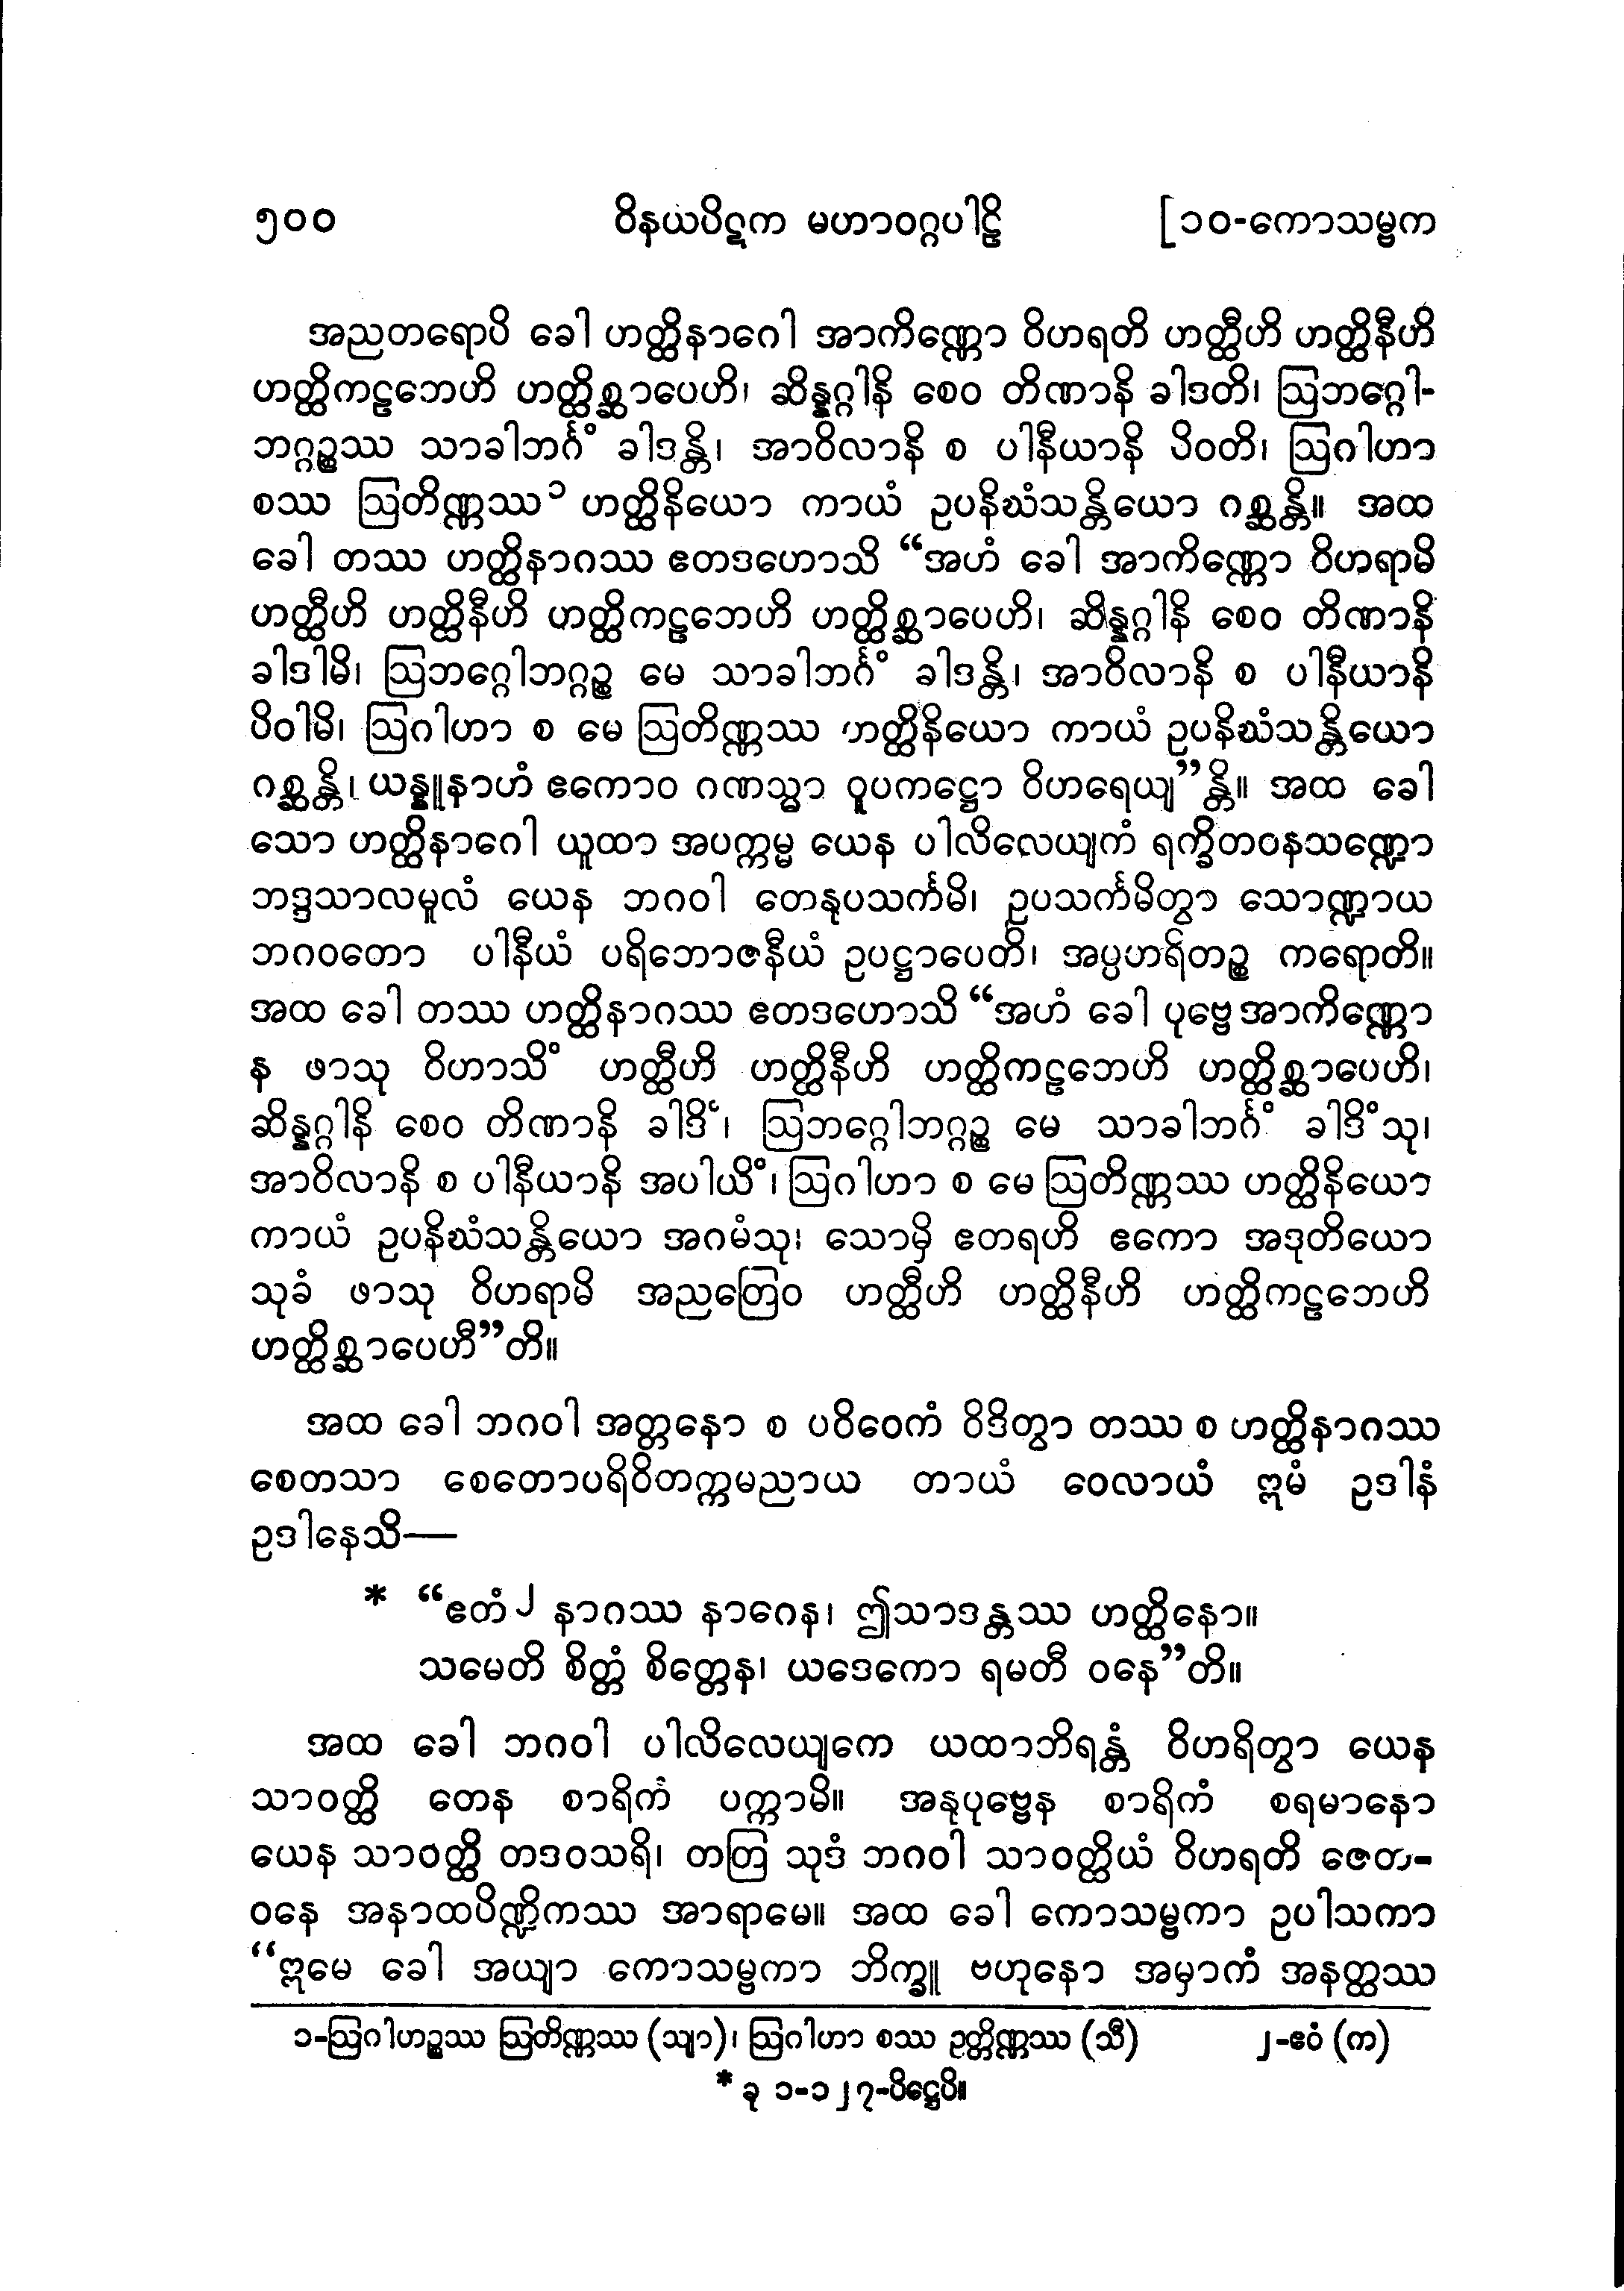 ၅၀၀ ဝိနယပိဋက မဟာဝဂ္ဂပါဠိ [၁၀-ကောသမ္ဗက
အညတရောပိ ခေါ ဟတ္ထိနာဂေါ အာကိဏ္ဏော ဝိဟရတိ ဟတ္ထီဟိ ဟတ္ထိနီဟိ
ဟတ္ထိကဠဘေဟိ ဟတ္ထိစ္ဆာပေဟိ၊ ဆိန္နဂ္ဂါနိ စေဝ တိဏာနိ ခါဒတိ၊ ဩဘဂ္ဂေါ-
ဘဂ္ဂဉ္စဿ သာခါဘင်္ဂံ ခါဒန္တိ၊ အာဝိလာနိ စ ပါနီယာနိ ပိဝတိ၊ ဩဂါဟာ
စဿ ဩတိဏ္ဏဿ၁ ဟတ္ထိနိယော ကာယံ ဥပနိဃံသန္တိယော ဂစ္ဆန္တိ။ အထ
ခေါ တဿ ဟတ္ထိနာဂဿ ဧတဒဟောသိ “အဟံ ခေါ အာကိဏ္ဏော ဝိဟရာမိ
ဟတ္ထီဟိ ဟတ္ထိနီဟိ ဟတ္ထိကဠဘေဟိ ဟတ္ထိစ္ဆာပေဟိ၊ ဆိန္နဂ္ဂါနိ စေဝ တိဏာနိ
ခါဒါမိ၊ ဩဘဂ္ဂေါဘဂ္ဂဉ္စ မေ သာခါဘင်္ဂံ ခါဒန္တိ၊ အာဝိလာနိ စ ပါနီယာနိ
ပိဝါမိ၊ ဩဂါဟာ စ မေ ဩတိဏ္ဏဿ ဟတ္ထိနိယော ကာယံ ဥပနိဃံသန္တိယော
ဂစ္ဆန္တိ၊ ယန္နူနာဟံ ဧကောဝ ဂဏသ္မာ ဝူပကဋ္ဌော ဝိဟရေယျ”န္တိ။ အထ ခေါ
သော ဟတ္ထိနာဂေါ ယူထာ အပက္ကမ္မ ယေန ပါလိလေယျကံ ရက္ခိတဝနသဏ္ဍော
ဘဒ္ဒသာလမူလံ ယေန ဘဂဝါ တေနုပသင်္ကမိ၊ ဥပသင်္ကမိတွာ သောဏ္ဍာယ
ဘဂဝတော ပါနီယံ ပရိဘောဇနီယံ ဥပဋ္ဌာပေတိ၊ အပ္ပဟရိတဉ္စ ကရောတိ။
အထ ခေါ တဿ ဟတ္ထိနာဂဿ ဧတဒဟောသိ “အဟံ ခေါ ပုဗ္ဗေ အာကိဏ္ဏော
န ဖာသု ဝိဟာသိံ ဟတ္ထီဟိ ဟတ္ထိနီဟိ ဟတ္ထိကဠဘေဟိ ဟတ္ထိစ္ဆာပေဟိ၊
ဆိန္နဂ္ဂါနိ စေဝ တိဏာနိ ခါဒိံ၊ ဩဘဂ္ဂေါဘဂ္ဂဉ္စ မေ သာခါဘင်္ဂံ ခါဒိံသု၊
အာဝိလာနိ စ ပါနီယာနိ အပါယိံ၊ ဩဂါဟာ စ မေ ဩတိဏ္ဏဿ ဟတ္ထိနိယော
ကာယံ ဥပနိဃံသန္တိယော အဂမံသု၊ သောမှိ ဧတရဟိ ဧကော အဒုတိယော
သုခံ ဖာသု ဝိဟရာမိ အညတြေဝ ဟတ္ထီဟိ ဟတ္ထိနီဟိ ဟတ္ထိကဠဘေဟိ
ဟတ္ထိစ္ဆာပေဟီ”တိ။
အထ ခေါ ဘဂဝါ အတ္တနော စ ပဝိဝေကံ ဝိဒိတွာ တဿ စ ဟတ္ထိနာဂဿ
စေတသာ စေတောပရိဝိတက္ကမညာယ တာယံ ဝေလာယံ ဣမံ ဥဒါနံ
ဥဒါနေသိ—
* “ဧတံ၂ နာဂဿ နာဂေန၊ ဤသာဒန္တဿ ဟတ္ထိနော။
သမေတိ စိတ္တံ စိတ္တေန၊ ယဒေကော ရမတီ ဝနေ”တိ။
အထ ခေါ ဘဂဝါ ပါလိလေယျကေ ယထာဘိရန္တံ ဝိဟရိတွာ ယေန
သာဝတ္ထိ တေန စာရိကံ ပက္ကာမိ။ အနုပုဗ္ဗေန စာရိကံ စရမာနော
ယေန သာဝတ္ထိ တဒဝသရိ၊ တတြ သုဒံ ဘဂဝါ သာဝတ္ထိယံ ဝိဟရတိ ဇေတ-
ဝနေ အနာထပိဏ္ဍိကဿ အာရာမေ။ အထ ခေါ ကောသမ္ဗကာ ဥပါသကာ
“ဣမေ ခေါ အယျာ ကောသမ္ဗကာ ဘိက္ခူ ဗဟုနော အမှာကံ အနတ္ထဿ
၁-ဩဂါဟဉ္စဿ ဩတိဏ္ဏဿ (သျာ)၊ ဩဂါဟာ စဿ ဥတ္တိဏ္ဏဿ (သီ) ၂-ဧဝံ (က)
* ခု ၁-၁၂၇-ပိဋ္ဌေပိ။